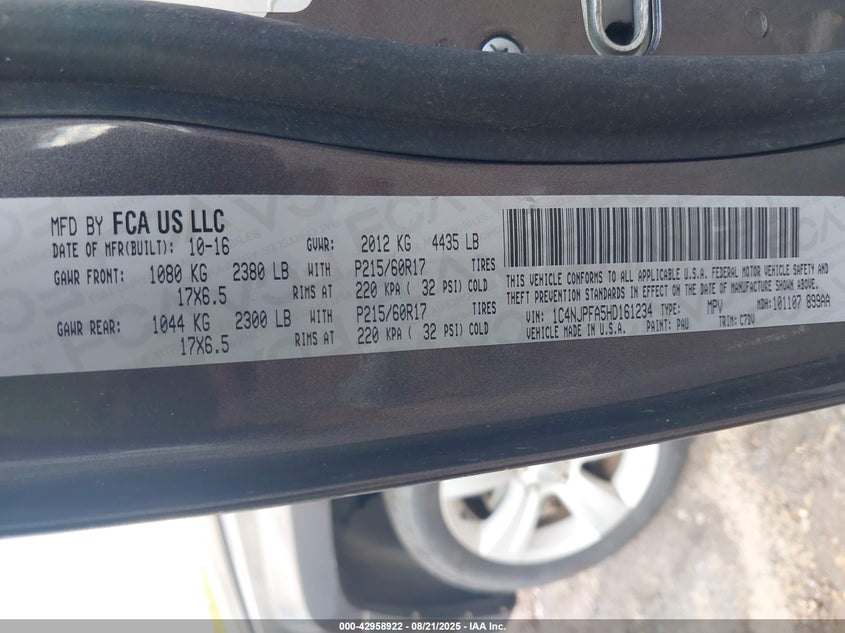 MFD BY FCA US LLC
DATE OF MFR(BUILT): 10-16 GVWR: 2012 KG 4435 LB
GAWR FRONT: 1080 KG 2380 LB WITH P215/60R17 TIRES
17X6.5 RIMS AT 220 KPA ( 32 PSI) COLD
GAWR REAR: 1044 KG 2300 LB WITH P215/60R17 TIRES
17X6.5 RIMS AT 220 KPA ( 32 PSI) COLD
THIS VEHICLE CONFORMS TO ALL APPLICABLE U.S.A. FEDERAL MOTOR VEHICLE SAFETY AND
THEFT PREVENTION STANDARDS IN EFFECT ON THE DATE OF MANUFACTURE SHOWN ABOVE.
VIN: 1C4NJPFA5HD161234 TYPE: MPV MDH: 101107 899AA
VEHICLE MADE IN U.S.A. PAINT: PAU TRIM: C7DV
000-42958922 - 08/21/2025 - IAA Inc.